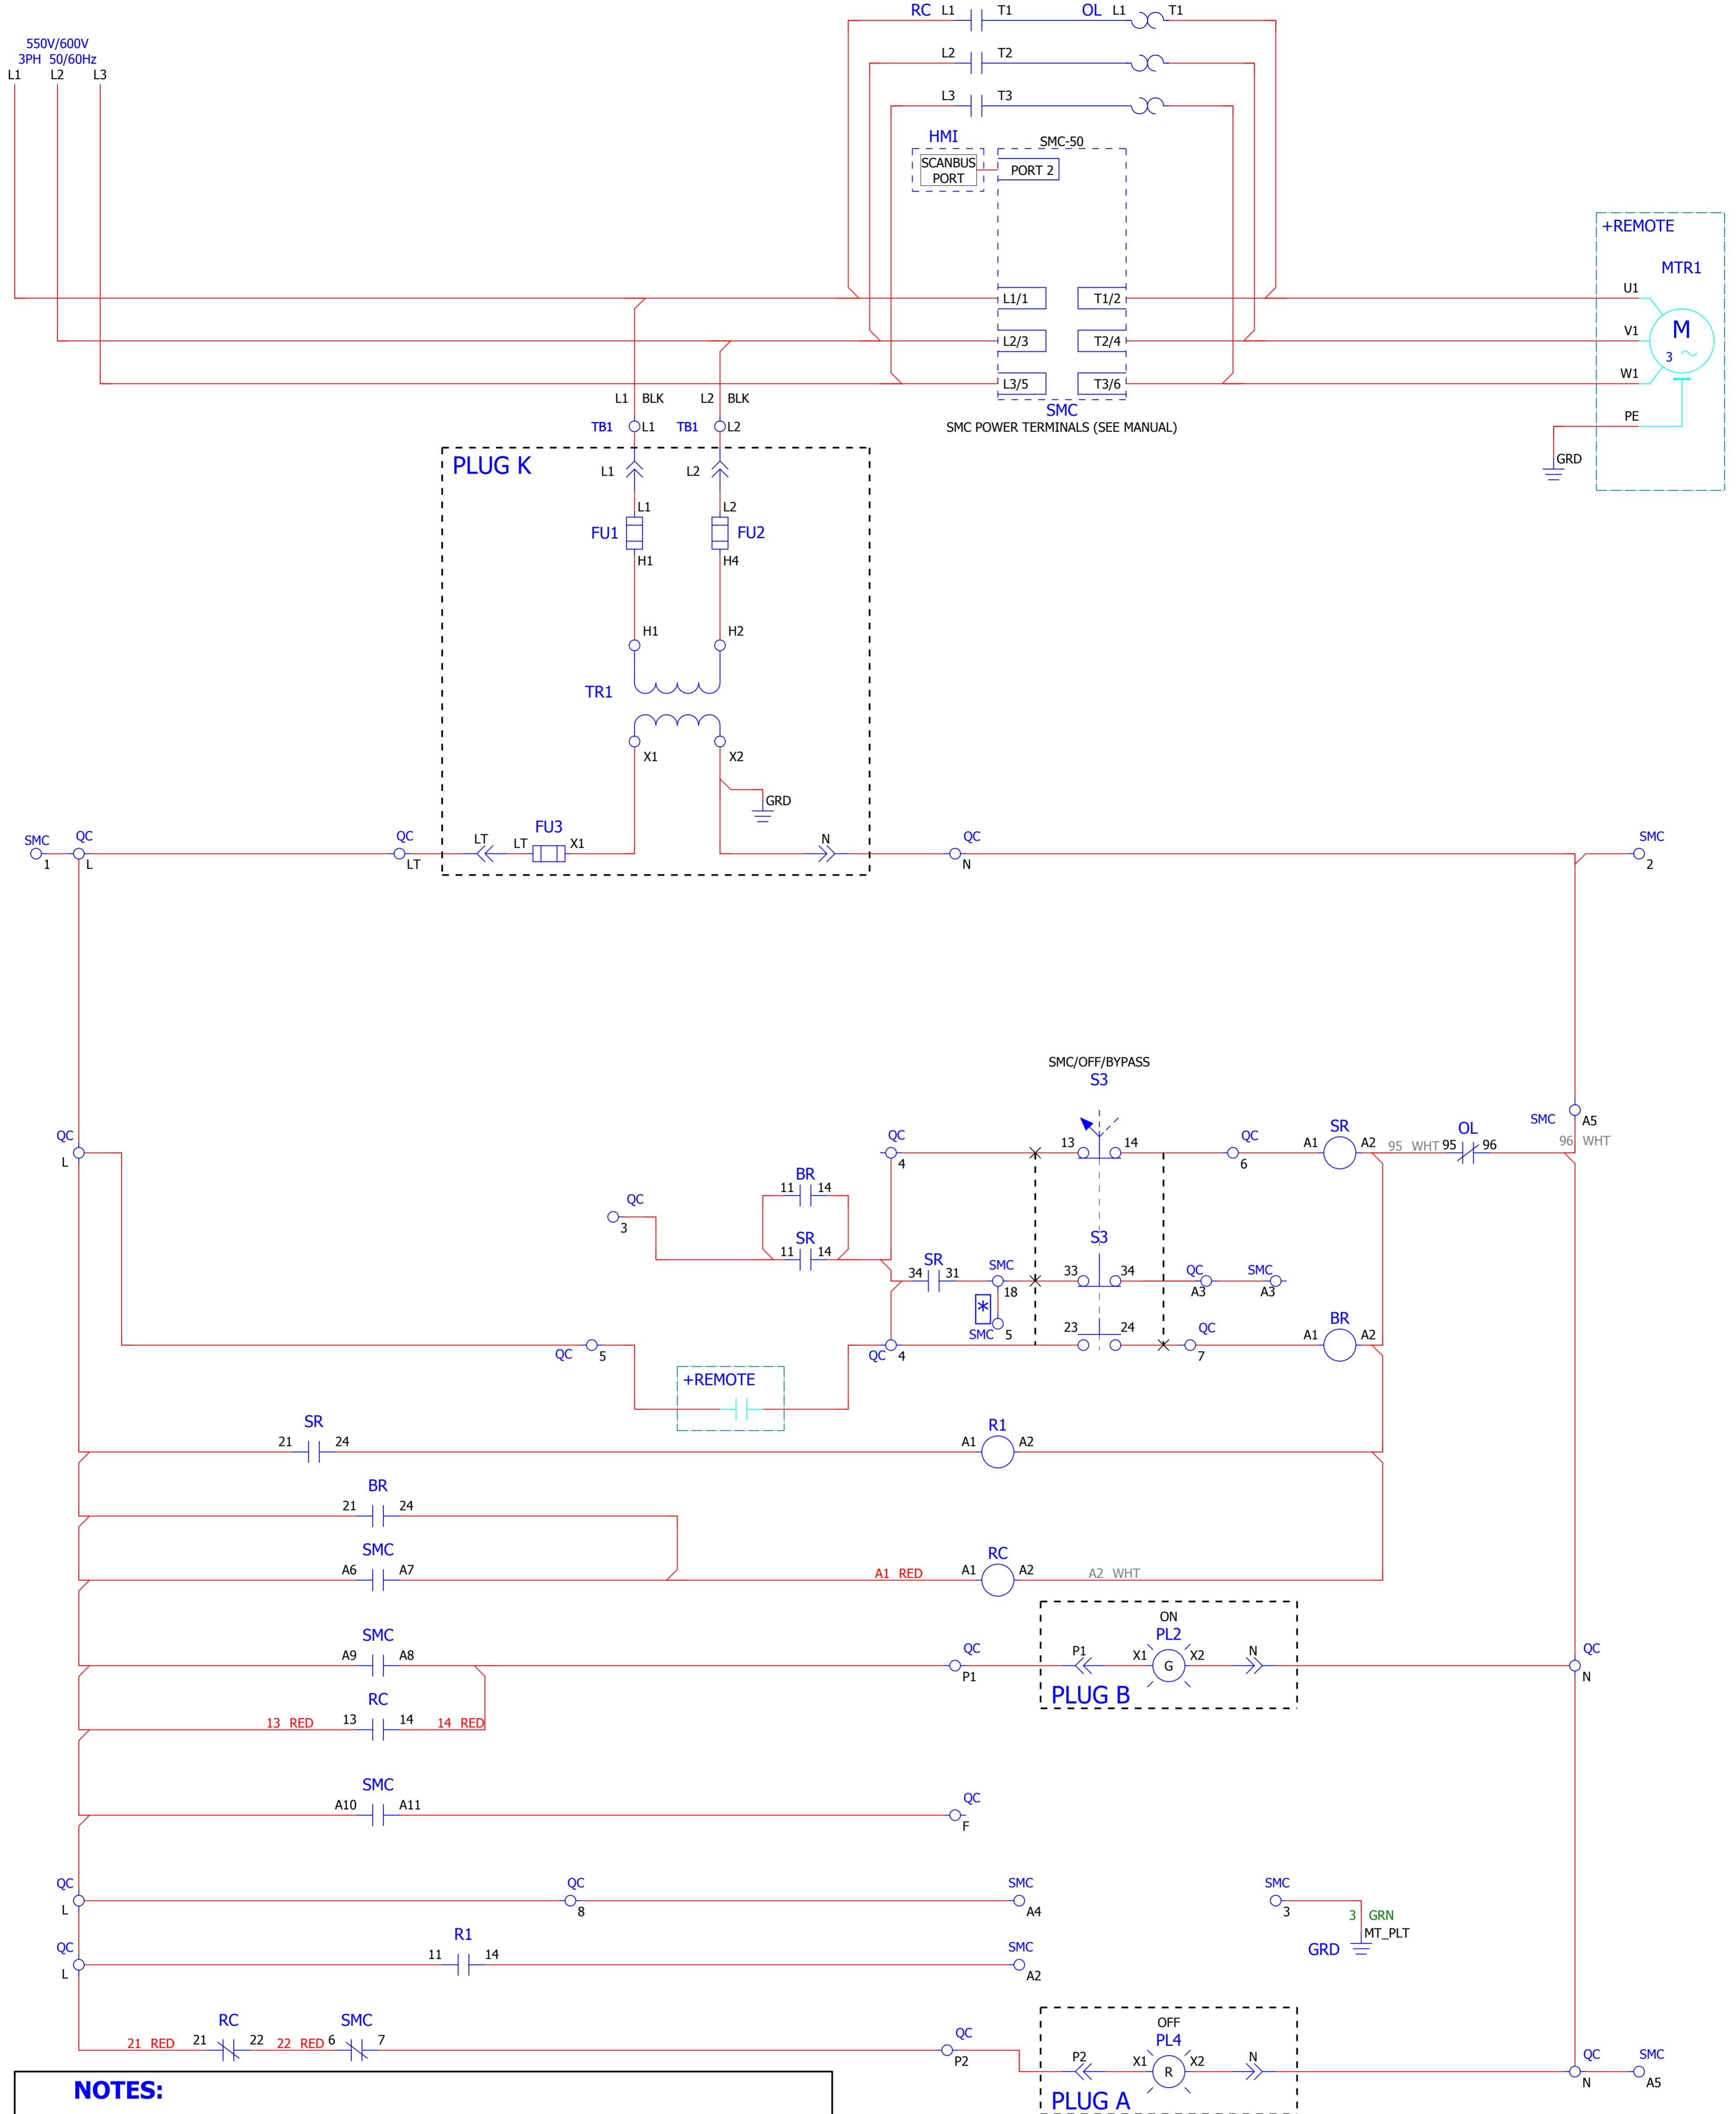 RC L1 T1 OL L1 T1
550V/600V
3PH 50/60Hz
L1 L2 L3
L2 T2
L3 T3
HMI
SMC-50
SCANBUS
PORT
PORT 2
+REMOTE
MTR1
L1/1 T1/2 U1
L2/3 T2/4 V1
M
3
L3/5 T3/6 W1
L1 BLK L2 BLK
SMC
SMC POWER TERMINALS (SEE MANUAL)
PE
TB1 L1 TB1 L2
GRD
PLUG K
L1 L2
L1 L2
FU1 FU2
H1 H4
H1 H2
TR1
X1 X2
GRD
SMC QC QC FU3 N QC SMC
1 L LT LT LT X1 N 2
SMC/OFF/BYPASS
S3
SMC A5
QC QC 13 14 QC SR OL
L 4 6 A1 A2 95 WHT 95 96 96 WHT
BR
11 14
QC
3
SR
11 14
S3
SR
34 31 SMC 33 34 QC SMC
18 A3 A3
*
SMC 5 23 24 QC BR
A1 A2
QC 5 QC 4 7
+REMOTE
SR R1
21 24 A1 A2
BR
21 24
SMC RC
A6 A7 A1 RED A1 A2 A2 WHT
ON
SMC PL2
A9 A8 QC P1 X1 G X2 N QC
P1 N
PLUG B
RC
13 RED 13 14 14 RED
SMC
A10 A11 QC
F
QC QC SMC SMC
L 8 A4 3
3 GRN
MT_PLT
GRD
QC R1 SMC
L 11 14 A2
OFF
RC SMC QC PL4
21 RED 21 22 22 RED 6 7 P2
P2 X1 R X2 N QC SMC
N A5
PLUG A
NOTES: